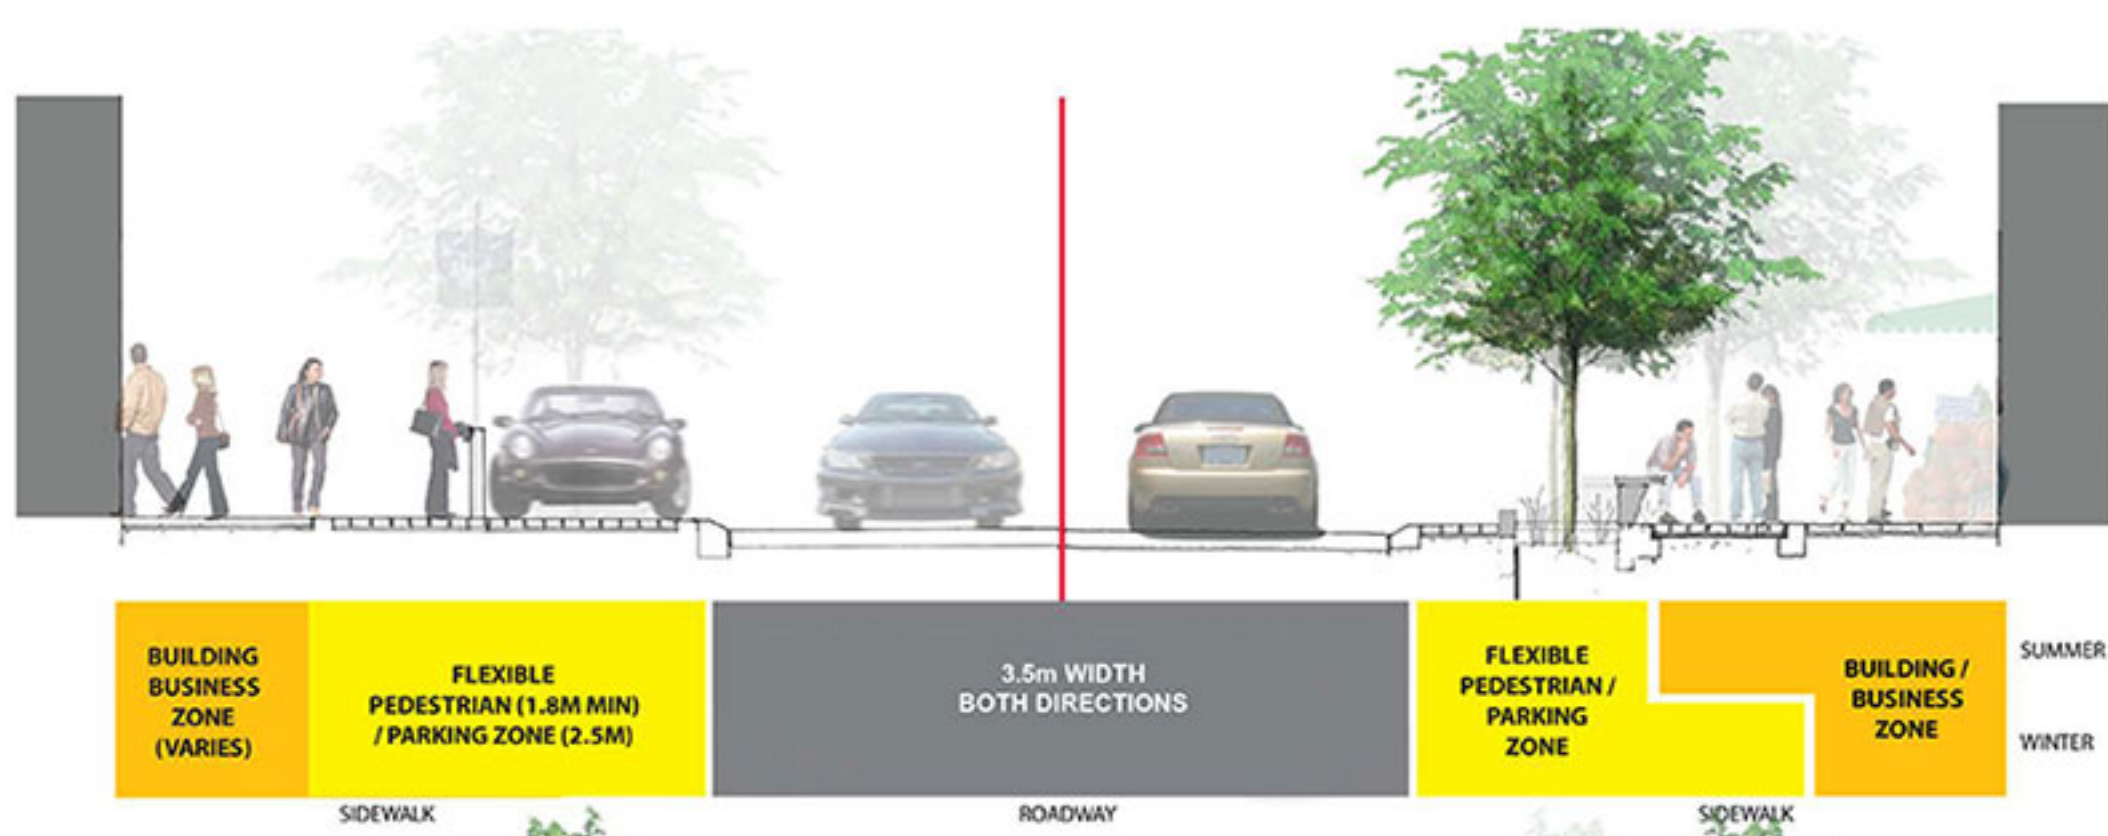 BUILDING
BUSINESS
ZONE
(VARIES)
FLEXIBLE
PEDESTRIAN (1.8M MIN)
/ PARKING ZONE (2.5M)
3.5m WIDTH
BOTH DIRECTIONS
FLEXIBLE
PEDESTRIAN /
PARKING
ZONE
BUILDING /
BUSINESS
ZONE
SUMMER
WINTER
SIDEWALK
ROADWAY
SIDEWALK